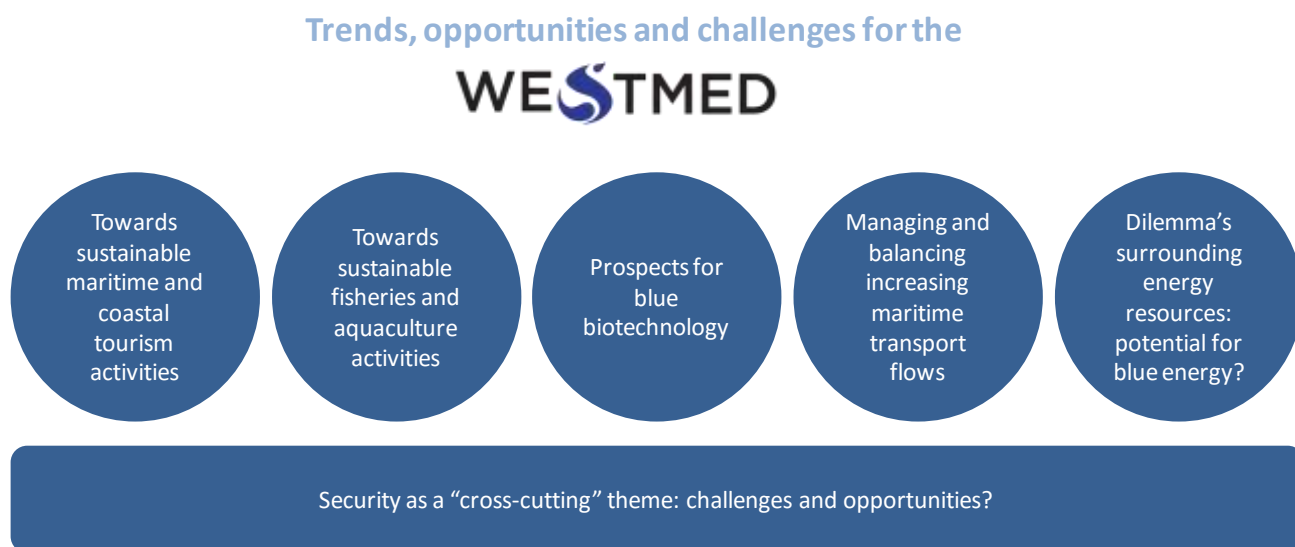 Trends, opportunities and challenges for the
WESTMED
Towards
sustainable
maritime and
coastal
tourism
activities
Towards
sustainable
fisheries and
aquaculture
activities
Prospects for
blue
biotechnology
Managing and
balancing
increasing
maritime
transport
flows
Dilemma’s
surrounding
energy
resources:
potential for
blue energy?
Security as a “cross-cutting” theme: challenges and opportunities?